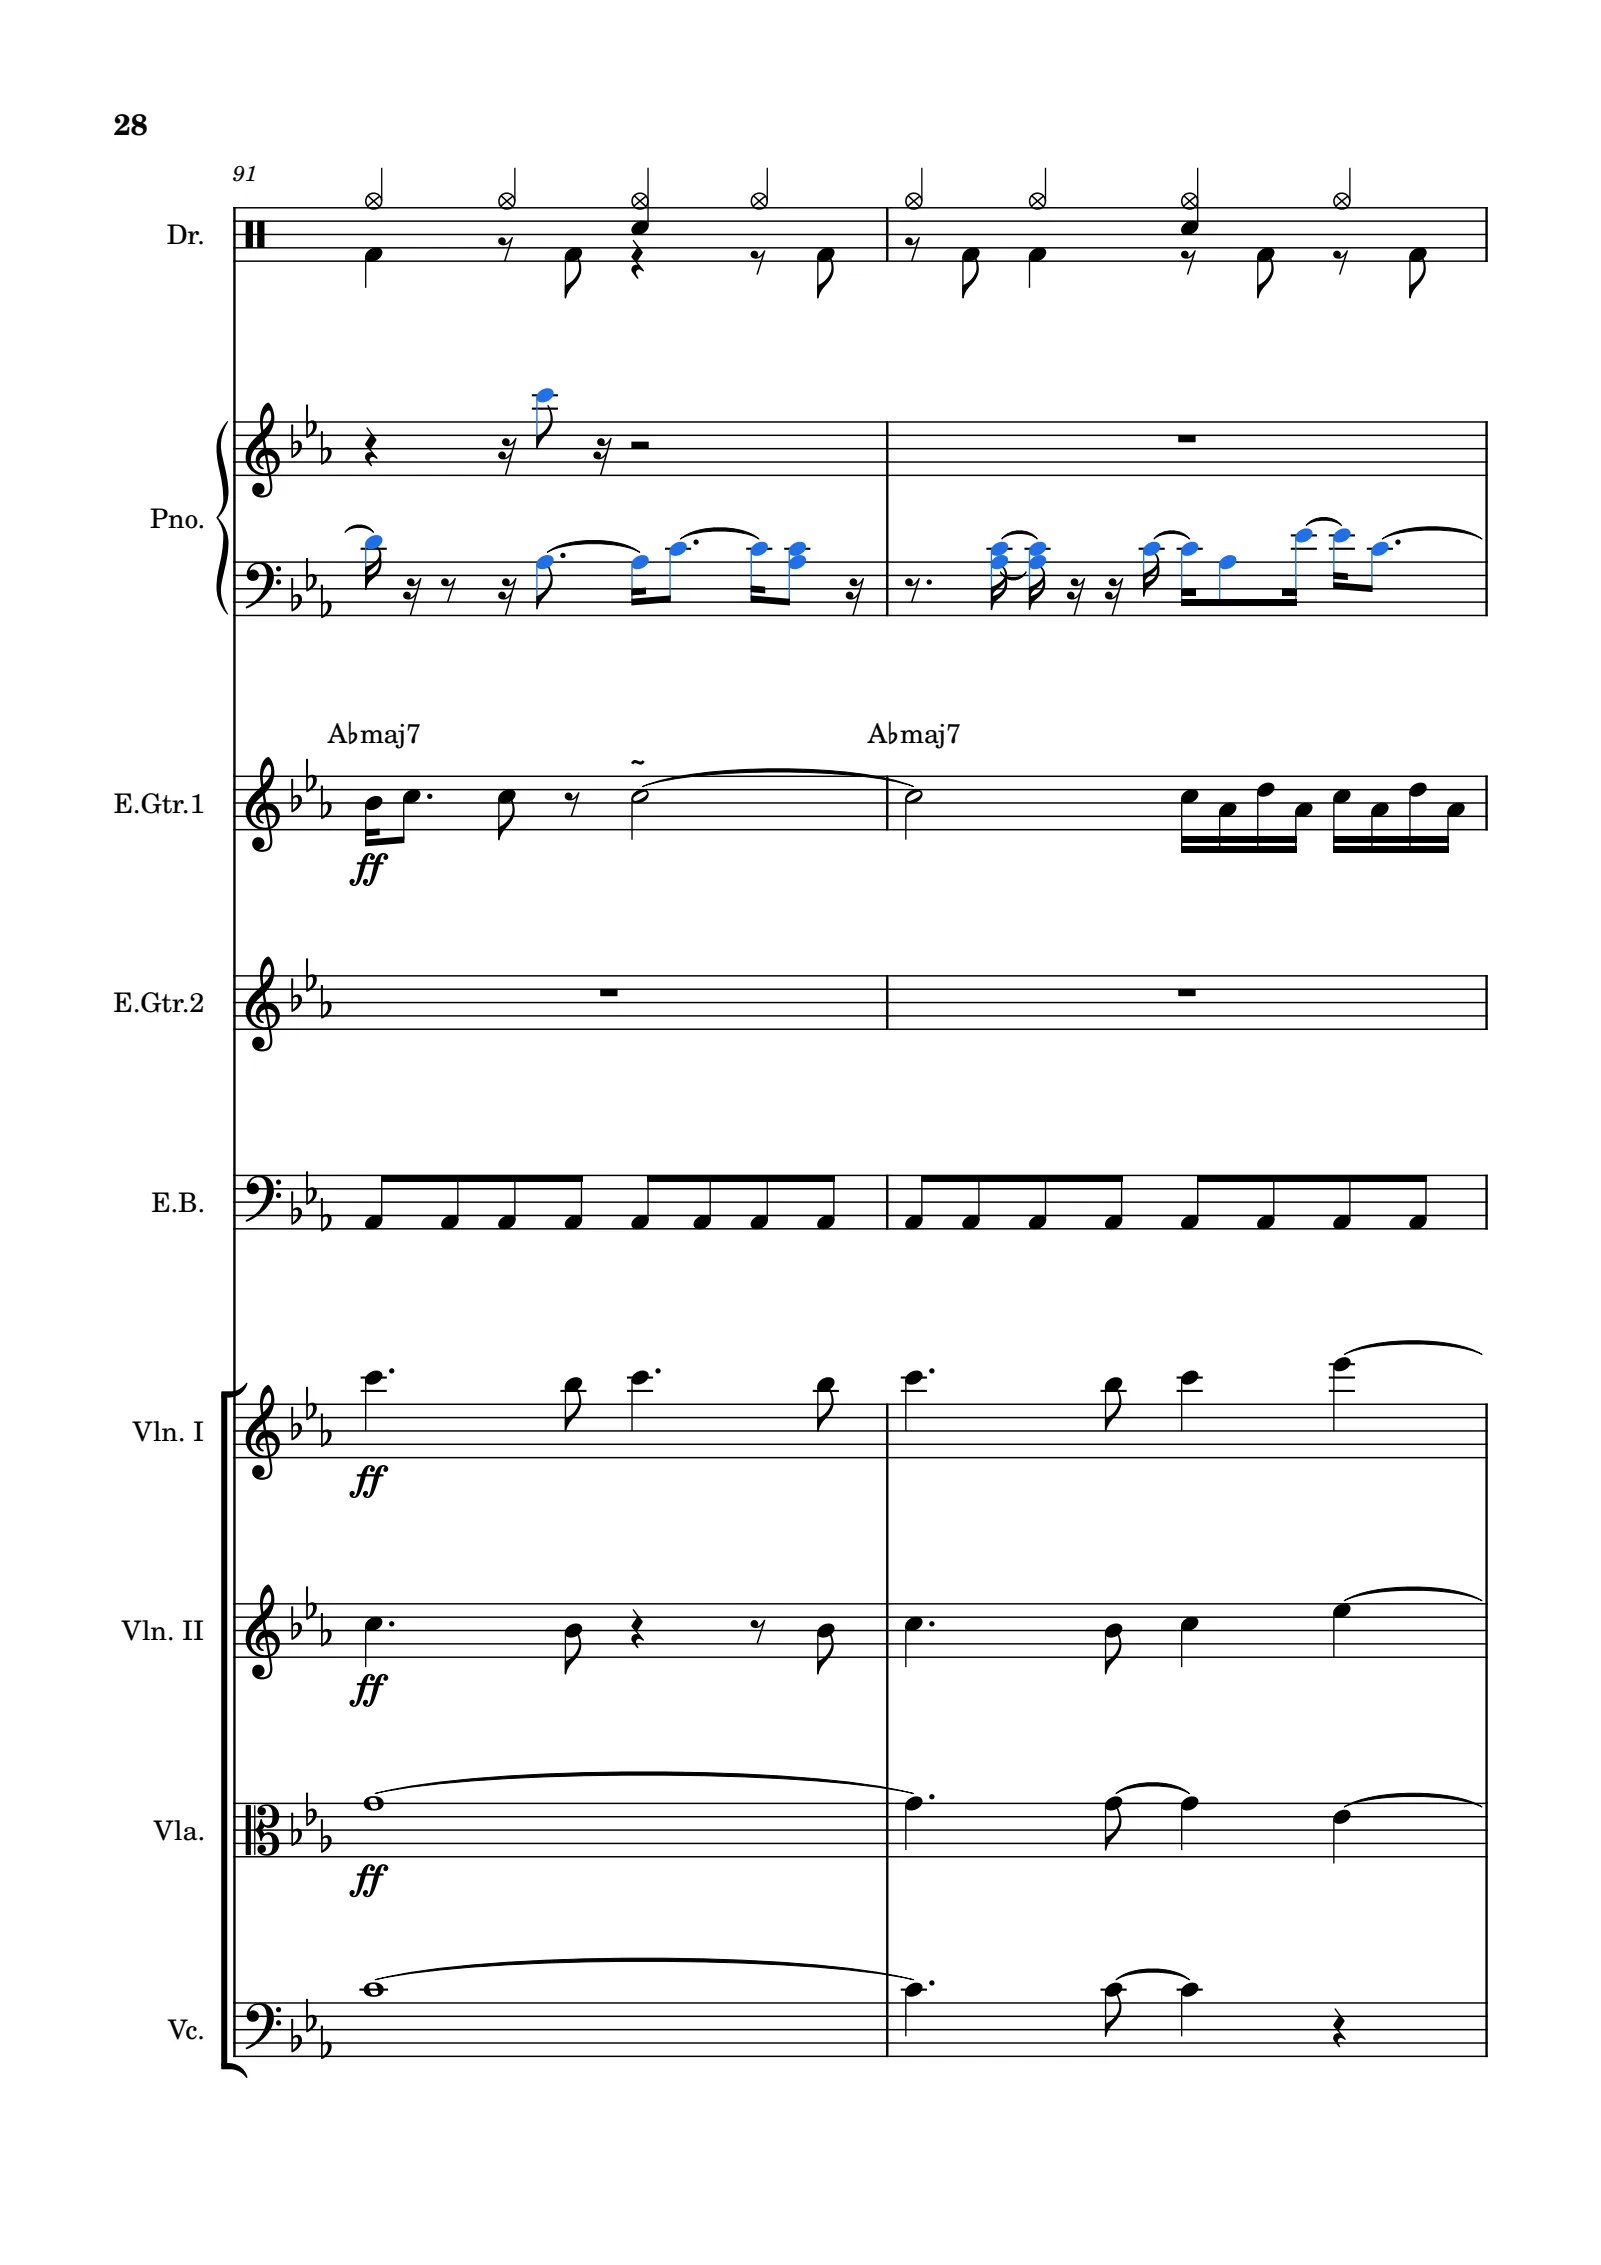 28
91
Dr.
Pno.
A♭maj7 A♭maj7
E.Gtr.1
ff
E.Gtr.2
E.B.
Vln. I
ff
Vln. II
ff
Vla.
ff
Vc.